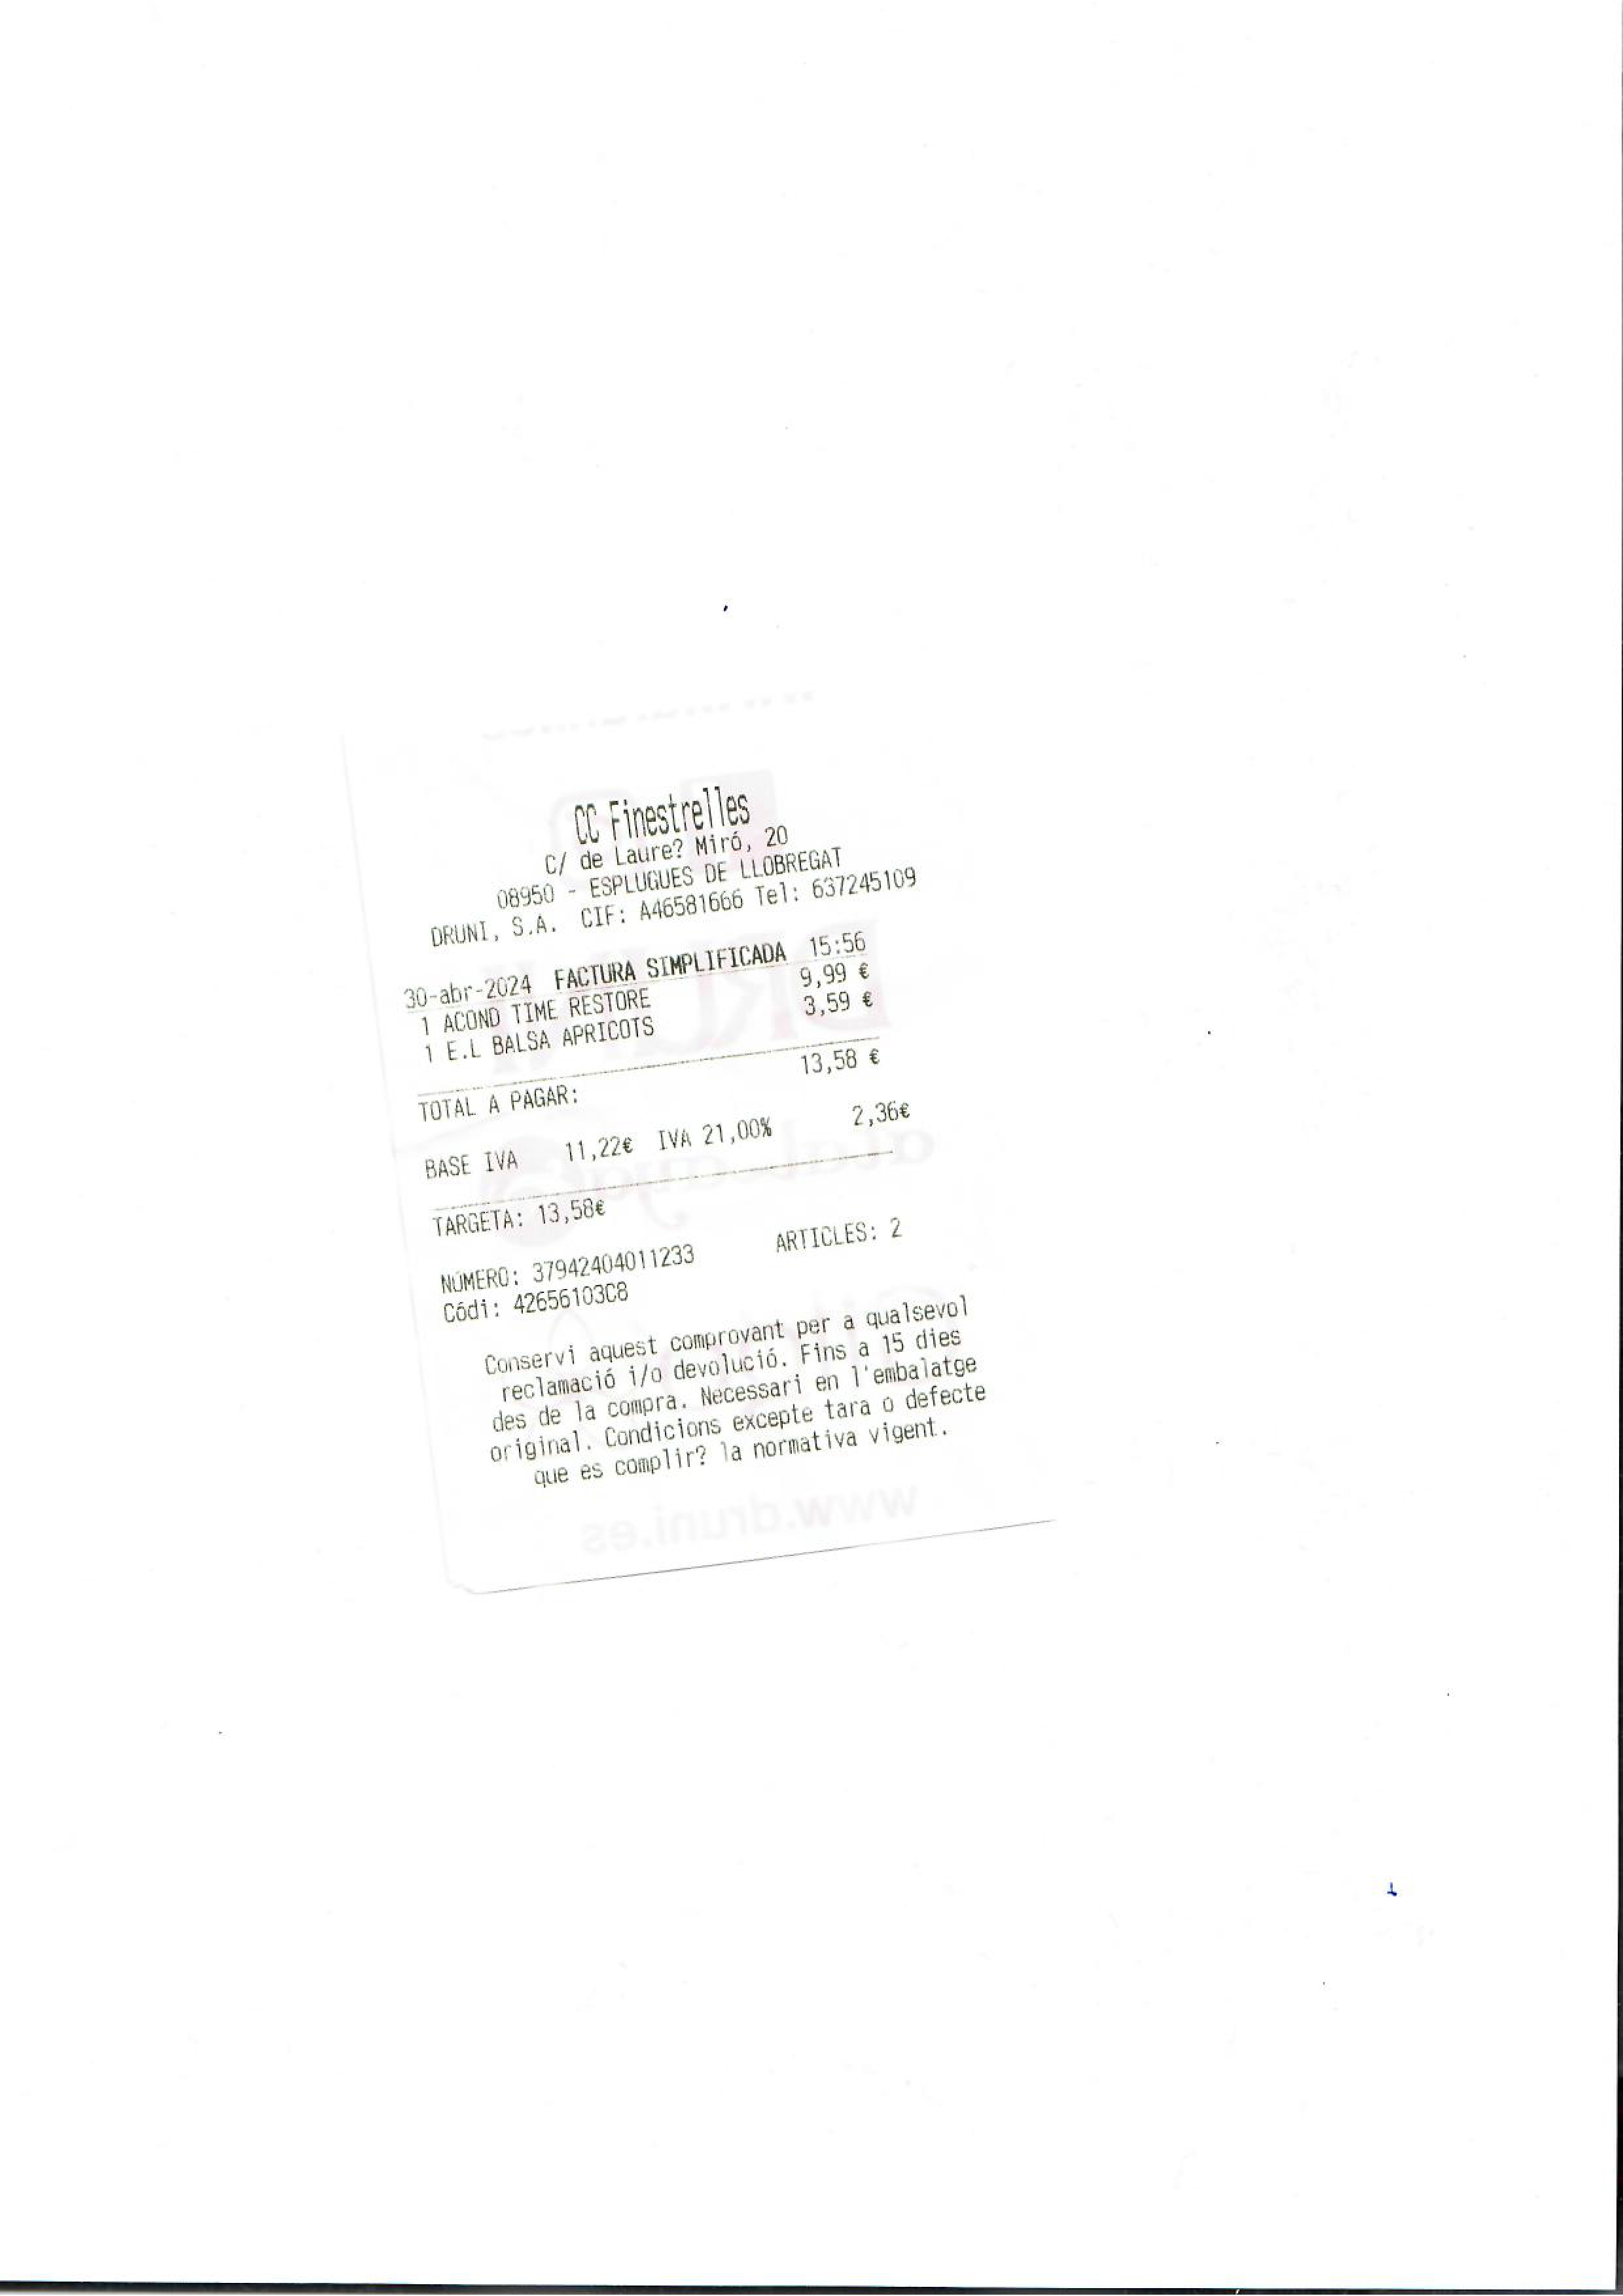 CC Finestrelles
C/ de Laure? Miró, 20
08950 - ESPLUGUES DE LLOBREGAT
DRUNI, S.A. CIF: A46581666 Tel: 637245109
30-abr-2024 FACTURA SIMPLIFICADA 15:56
1 ACOND TIME RESTORE 9,99 €
1 E.L BALSA APRICOTS 3,59 €
TOTAL A PAGAR: 13,58 €
BASE IVA 11,22€ IVA 21,00% 2,36€
TARGETA: 13,58€
NÚMERO: 37942404011233 ARTICLES: 2
Códi: 42656103C8
Conservi aquest comprovant per a qualsevol
reclamació i/o devolució. Fins a 15 dies
des de la compra. Necessari en l'embalatge
original. Condicions excepte tara o defecte
que es complir? la normativa vigent.
www.druni.es